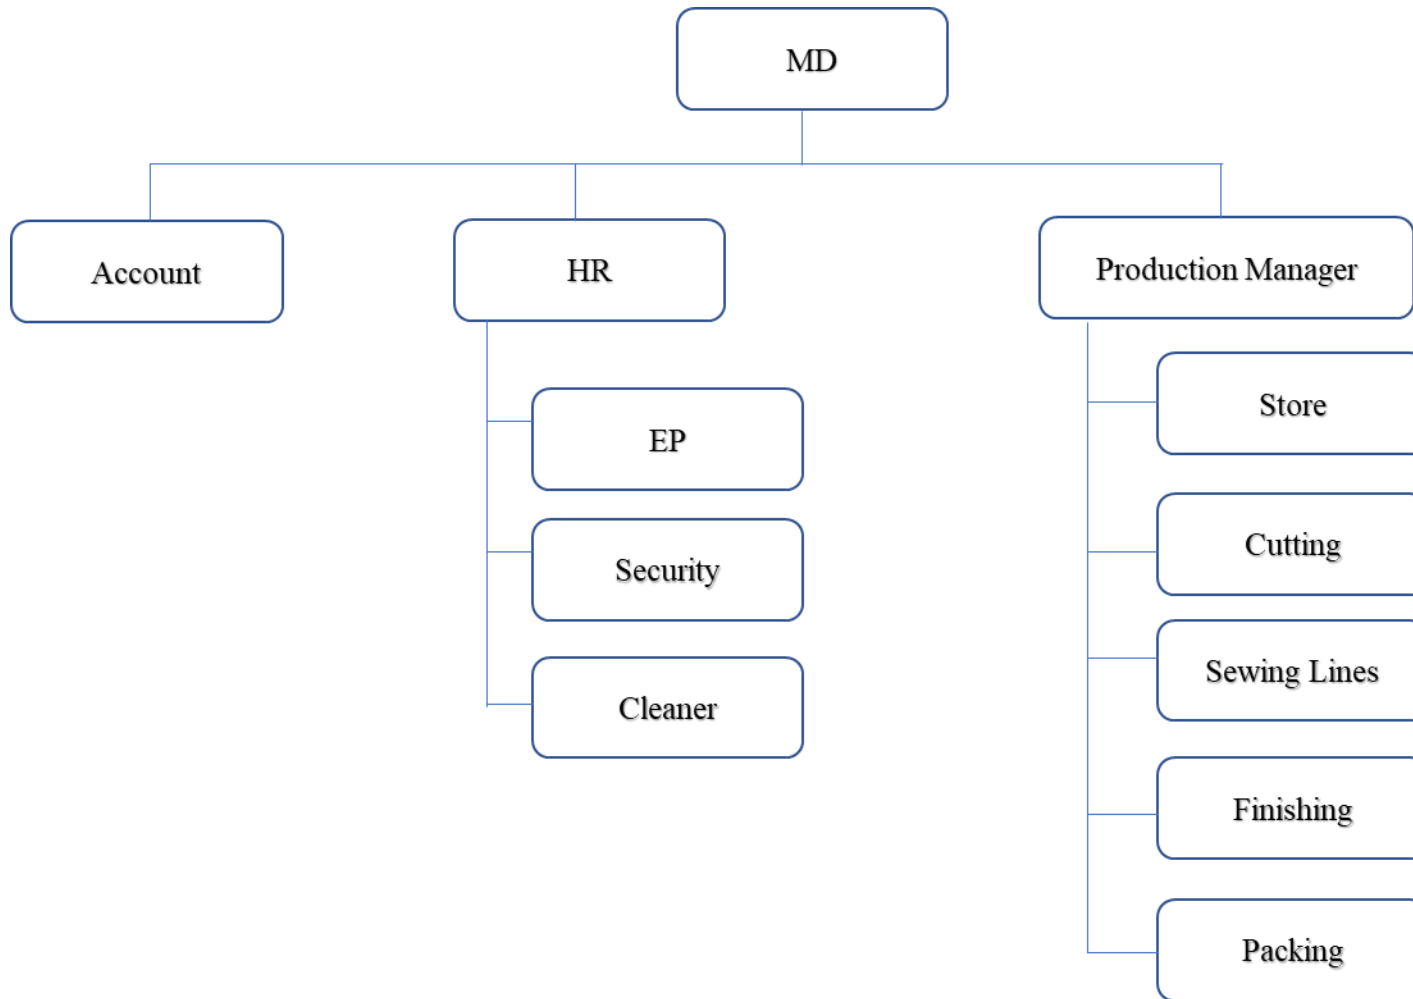 MD
Account
HR
Production Manager
EP
Security
Cleaner
Store
Cutting
Sewing Lines
Finishing
Packing